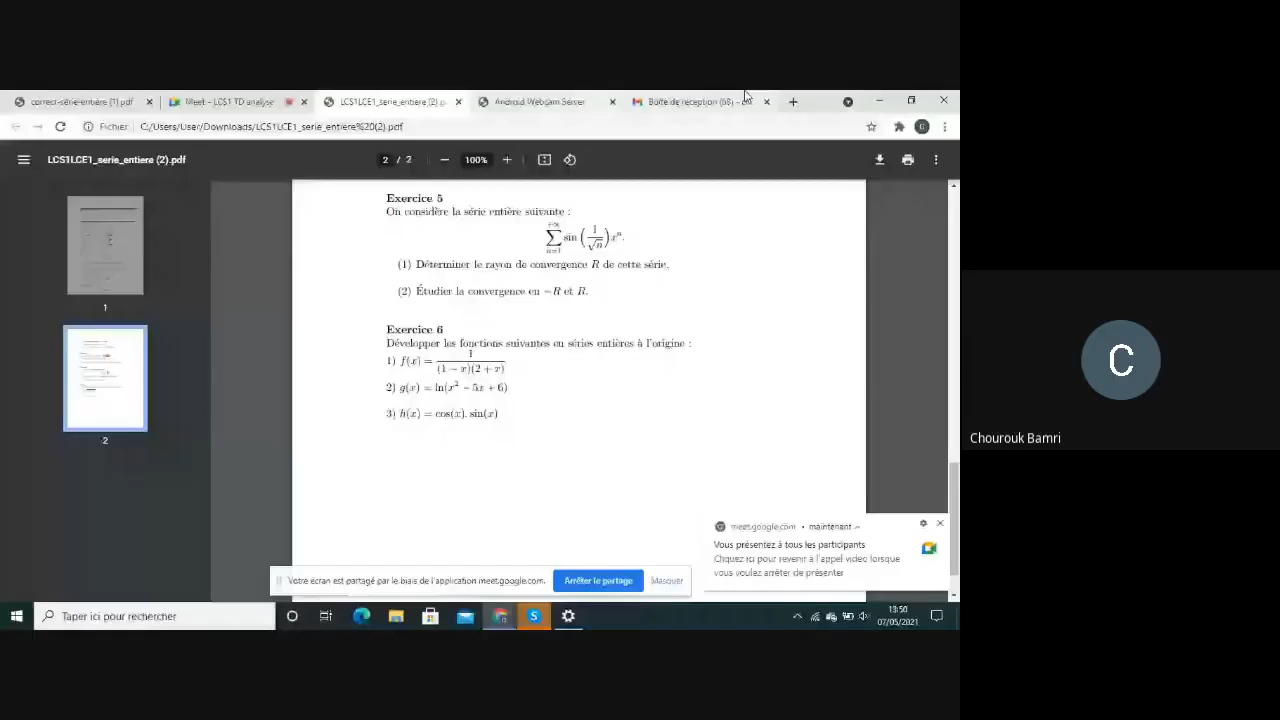 correct-série-entière (1).pdf
Meet – LCS1 TD analyse
LCS1LCE1_serie_entiere (2).p
Android Webcam Server
Boîte de réception (68) –
Fichier C:/Users/User/Downloads/LCS1LCE1_serie_entiere%20(2).pdf
LCS1LCE1_serie_entiere (2).pdf
2 / 2
100%
Exercice 5
On considère la série entière suivante :
+∞ ∑ n=1 sin (1/√n) xⁿ.
(1) Déterminer le rayon de convergence R de cette série.
(2) Étudier la convergence en −R et R.
Exercice 6
Développer les fonctions suivantes en séries entières à l'origine :
1) f(x) = 1/((1 − x)(2 + x))
2) g(x) = ln(x² − 5x + 6)
3) h(x) = cos(x). sin(x)
1
2
C
Chourouk Bamri
meet.google.com • maintenant
Vous présentez à tous les participants
Cliquez ici pour revenir à l'appel vidéo lorsque
vous voulez arrêter de présenter
Votre écran est partagé par le biais de l'application meet.google.com.
Arrêter le partage
Masquer
Taper ici pour rechercher
13:50
07/05/2021